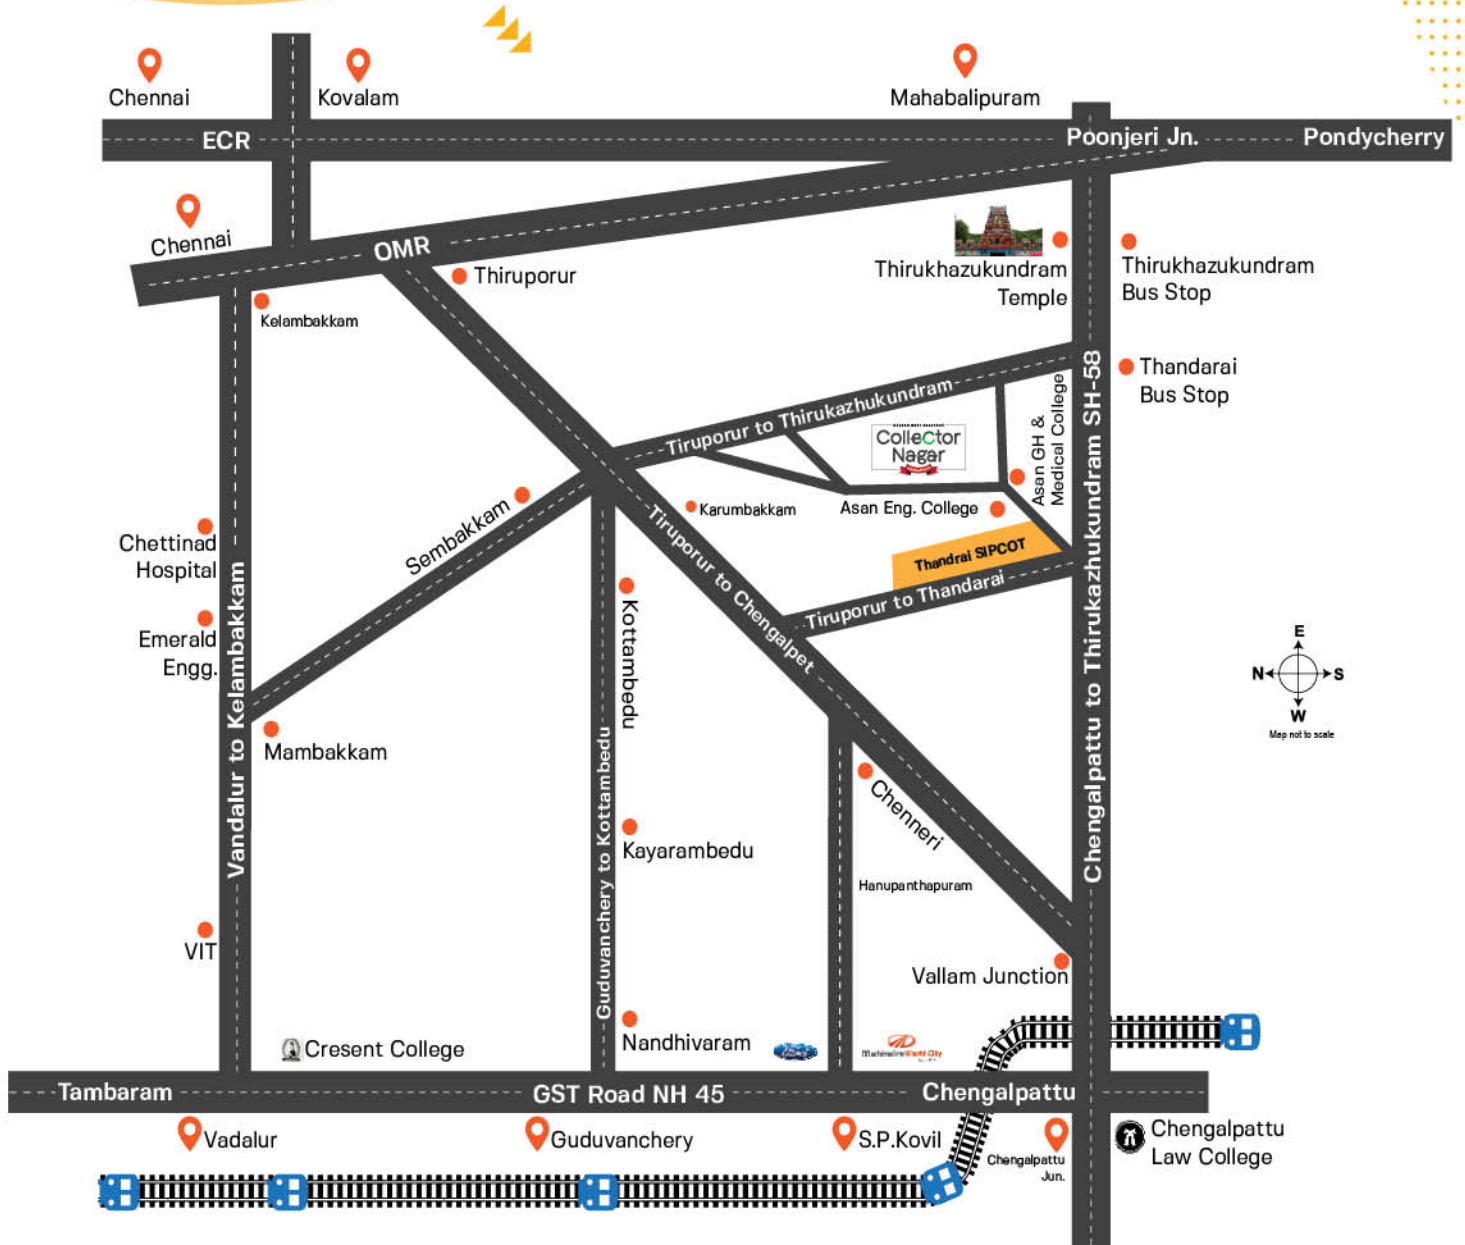 Chennai
Kovalam
Mahabalipuram
ECR
Poonjeri Jn.
Pondycherry
Chennai
OMR
Thiruporur
Kelambakkam
Thirukhazukundram
Temple
Thirukhazukundram
Bus Stop
Thandarai
Bus Stop
Tiruporur to Thirukazhukundram
Collector
Nagar
Asan GH &
Medical College
Karumbakkam
Asan Eng. College
Thandrai SIPCOT
Tiruporur to Thandarai
Sembakkam
Tiruporur to Chengalpet
Chettinad
Hospital
Emerald
Engg.
Vandalur to Kelambakkam
Mambakkam
Kottambedu
Guduvanchery to Kottambedu
Chengalpattu to Thirukazhukundram SH-58
E
N
S
W
Map not to scale
Chenneri
Kayarambedu
Hanupanthapuram
VIT
Vallam Junction
Cresent College
Nandhivaram
Mahindra World City
Tambaram
GST Road NH 45
Chengalpattu
Vadalur
Guduvanchery
S.P.Kovil
Chengalpattu
Jun.
Chengalpattu
Law College